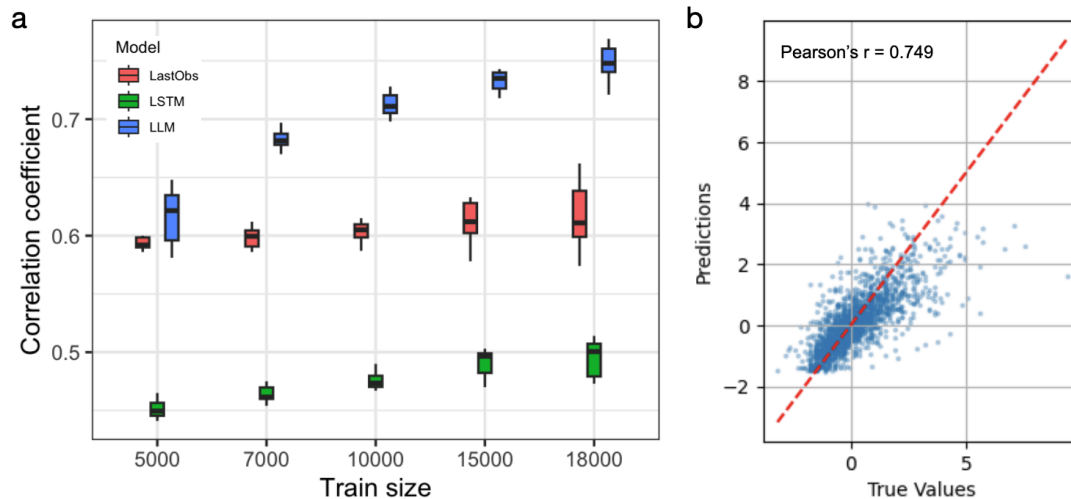 a
Model
LastObs
LSTM
LLM
Correlation coefficient
0.7
0.6
0.5
5000 7000 10000 15000 18000
Train size
b
Pearson's r = 0.749
Predictions
8
6
4
2
0
−2
0 5
True Values